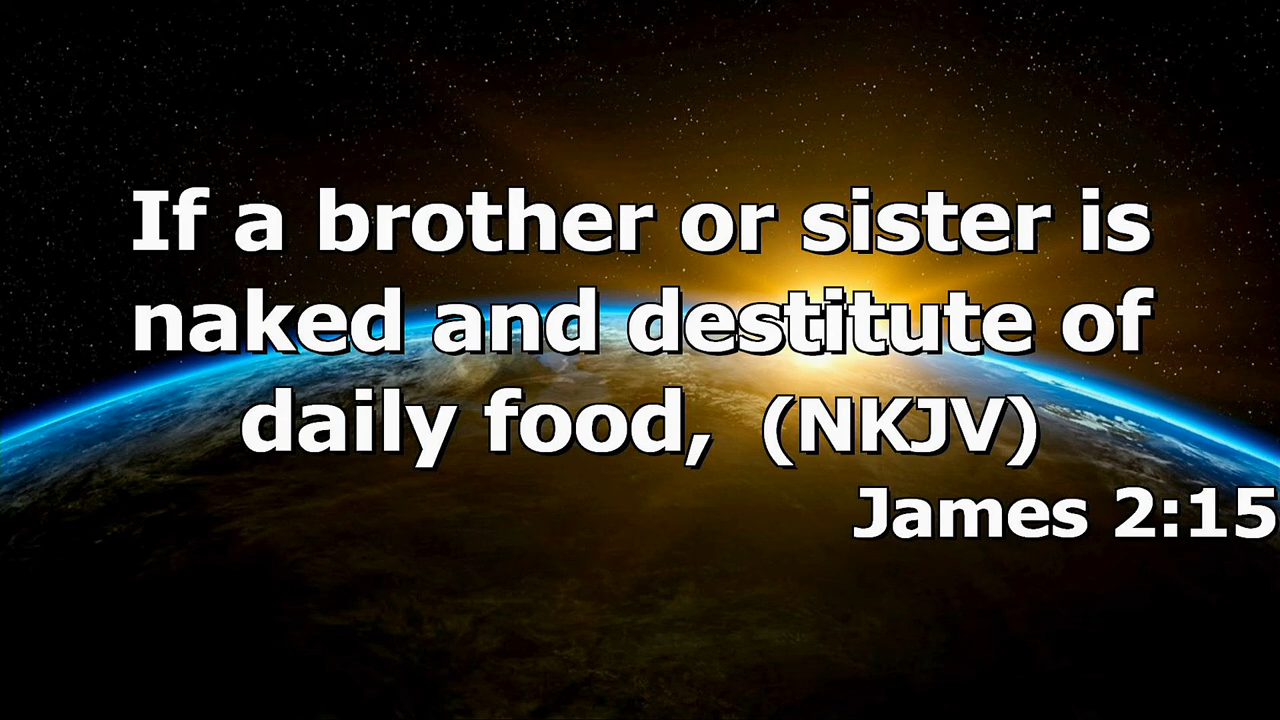 If a brother or sister is
naked and destitute of
daily food, (NKJV)
James 2:15